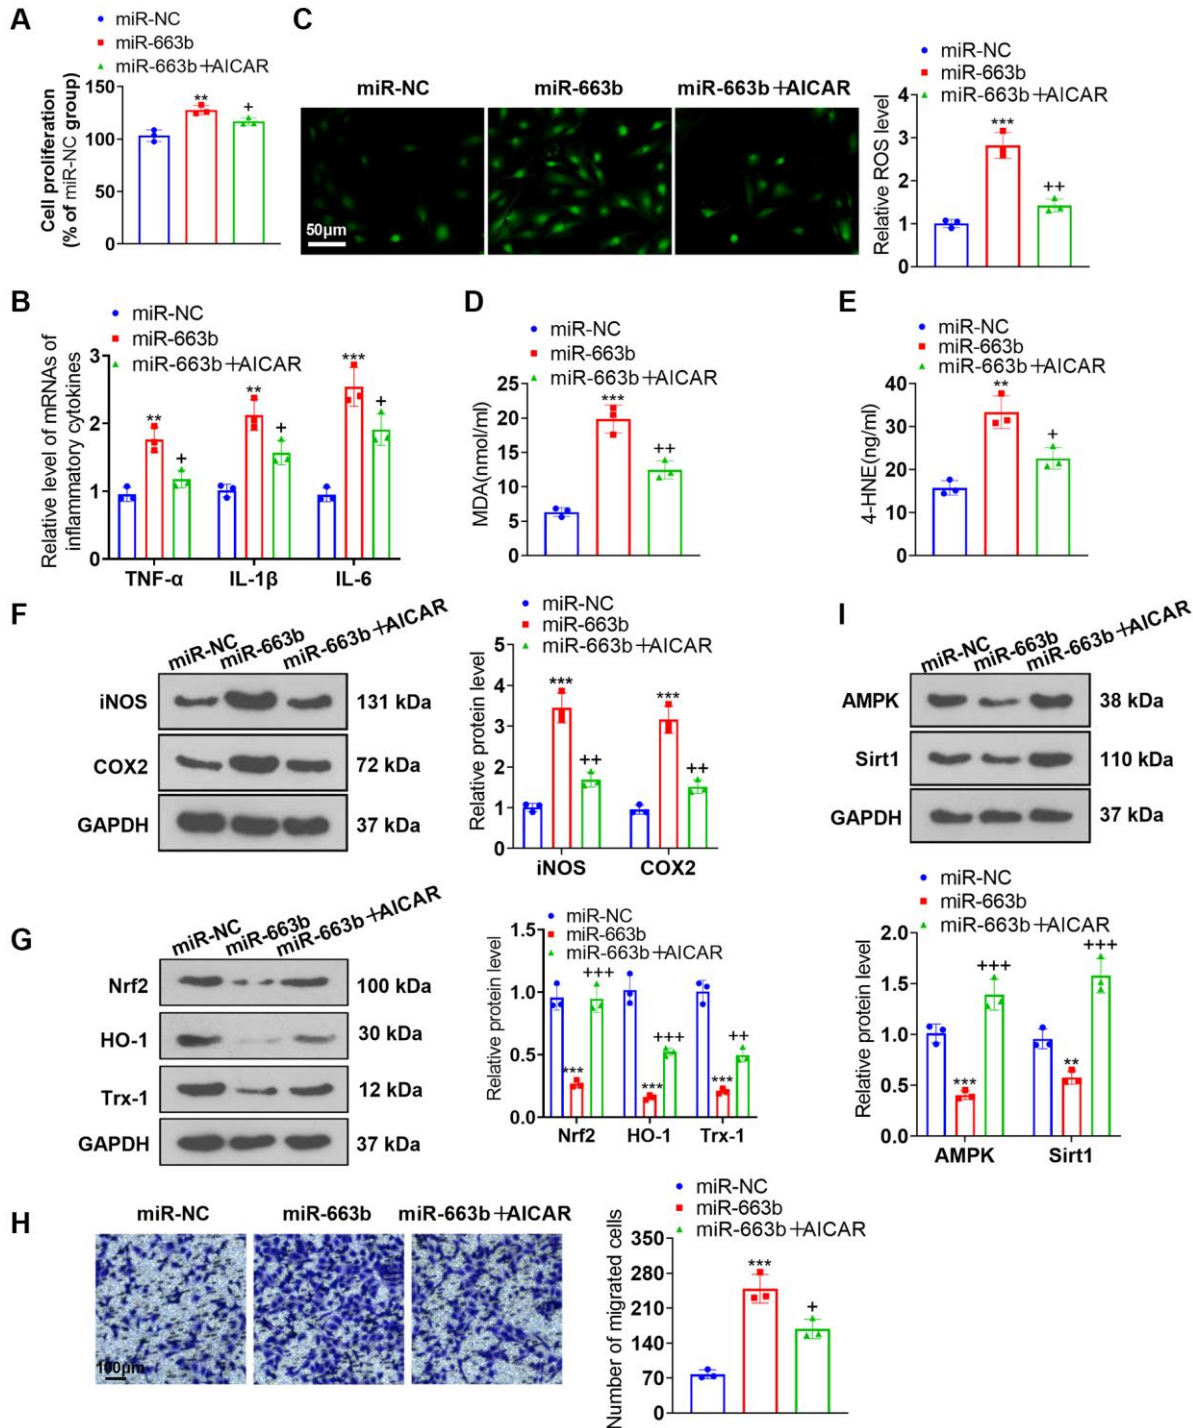 A
miR-NC
miR-663b
miR-663b+AICAR
Cell proliferation
(% of miR-NC group)
150
100
50
0
**
+
C
miR-NC
miR-663b
miR-663b+AICAR
50μm
miR-NC
miR-663b
miR-663b+AICAR
Relative ROS level
4
3
2
1
0
***
++
B
miR-NC
miR-663b
miR-663b+AICAR
Relative level of mRNAs of
inflammatory cytokines
3
2
1
0
**
+
**
+
***
+
TNF-α
IL-1β
IL-6
D
miR-NC
miR-663b
miR-663b+AICAR
MDA(nmol/ml)
25
20
15
10
5
0
***
++
E
miR-NC
miR-663b
miR-663b+AICAR
4-HNE(ng/ml)
40
30
20
10
0
**
+
F
miR-NC
miR-663b
miR-663b+AICAR
iNOS
131 kDa
COX2
72 kDa
GAPDH
37 kDa
miR-NC
miR-663b
miR-663b+AICAR
Relative protein level
5
4
3
2
1
0
***
++
***
++
iNOS
COX2
I
miR-NC
miR-663b
miR-663b+AICAR
AMPK
38 kDa
Sirt1
110 kDa
GAPDH
37 kDa
miR-NC
miR-663b
miR-663b+AICAR
Relative protein level
2.0
1.5
1.0
0.5
0.0
***
+++
**
+++
AMPK
Sirt1
G
miR-NC
miR-663b
miR-663b+AICAR
Nrf2
100 kDa
HO-1
30 kDa
Trx-1
12 kDa
GAPDH
37 kDa
miR-NC
miR-663b
miR-663b+AICAR
Relative protein level
1.5
1.0
0.5
0.0
***
+++
***
+++
***
++
Nrf2
HO-1
Trx-1
H
miR-NC
miR-663b
miR-663b+AICAR
100μm
miR-NC
miR-663b
miR-663b+AICAR
Number of migrated cells
350
280
210
140
70
0
***
+